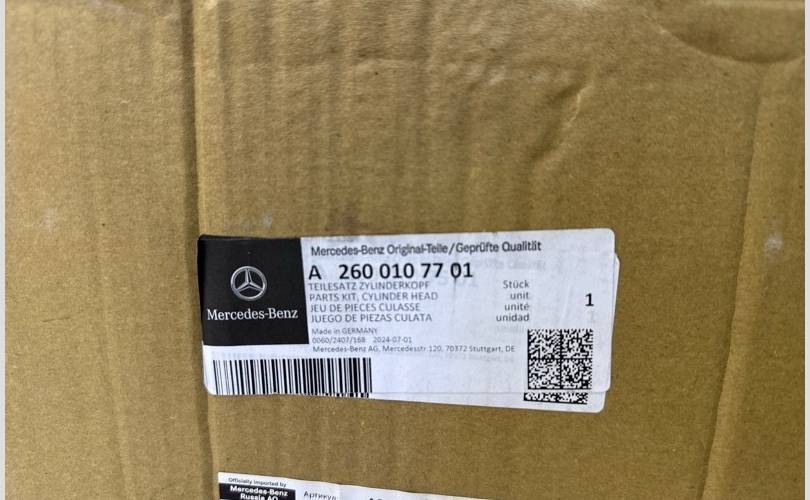 Mercedes-Benz Original-Teile/Geprüfte Qualität
A 260 010 77 01
TEILESATZ ZYLINDERKOPF Stück
PARTS KIT, CYLINDER HEAD unit
JEU DE PIECES CULASSE unité
JUEGO DE PIEZAS CULATA unidad
1
Mercedes-Benz
Made in GERMANY
0060/2407/168 2024-07-01
Mercedes-Benz AG, Mercedesstr 120, 70372 Stuttgart, DE
Officially imported by
Mercedes-Benz
Russia AO
Артикул